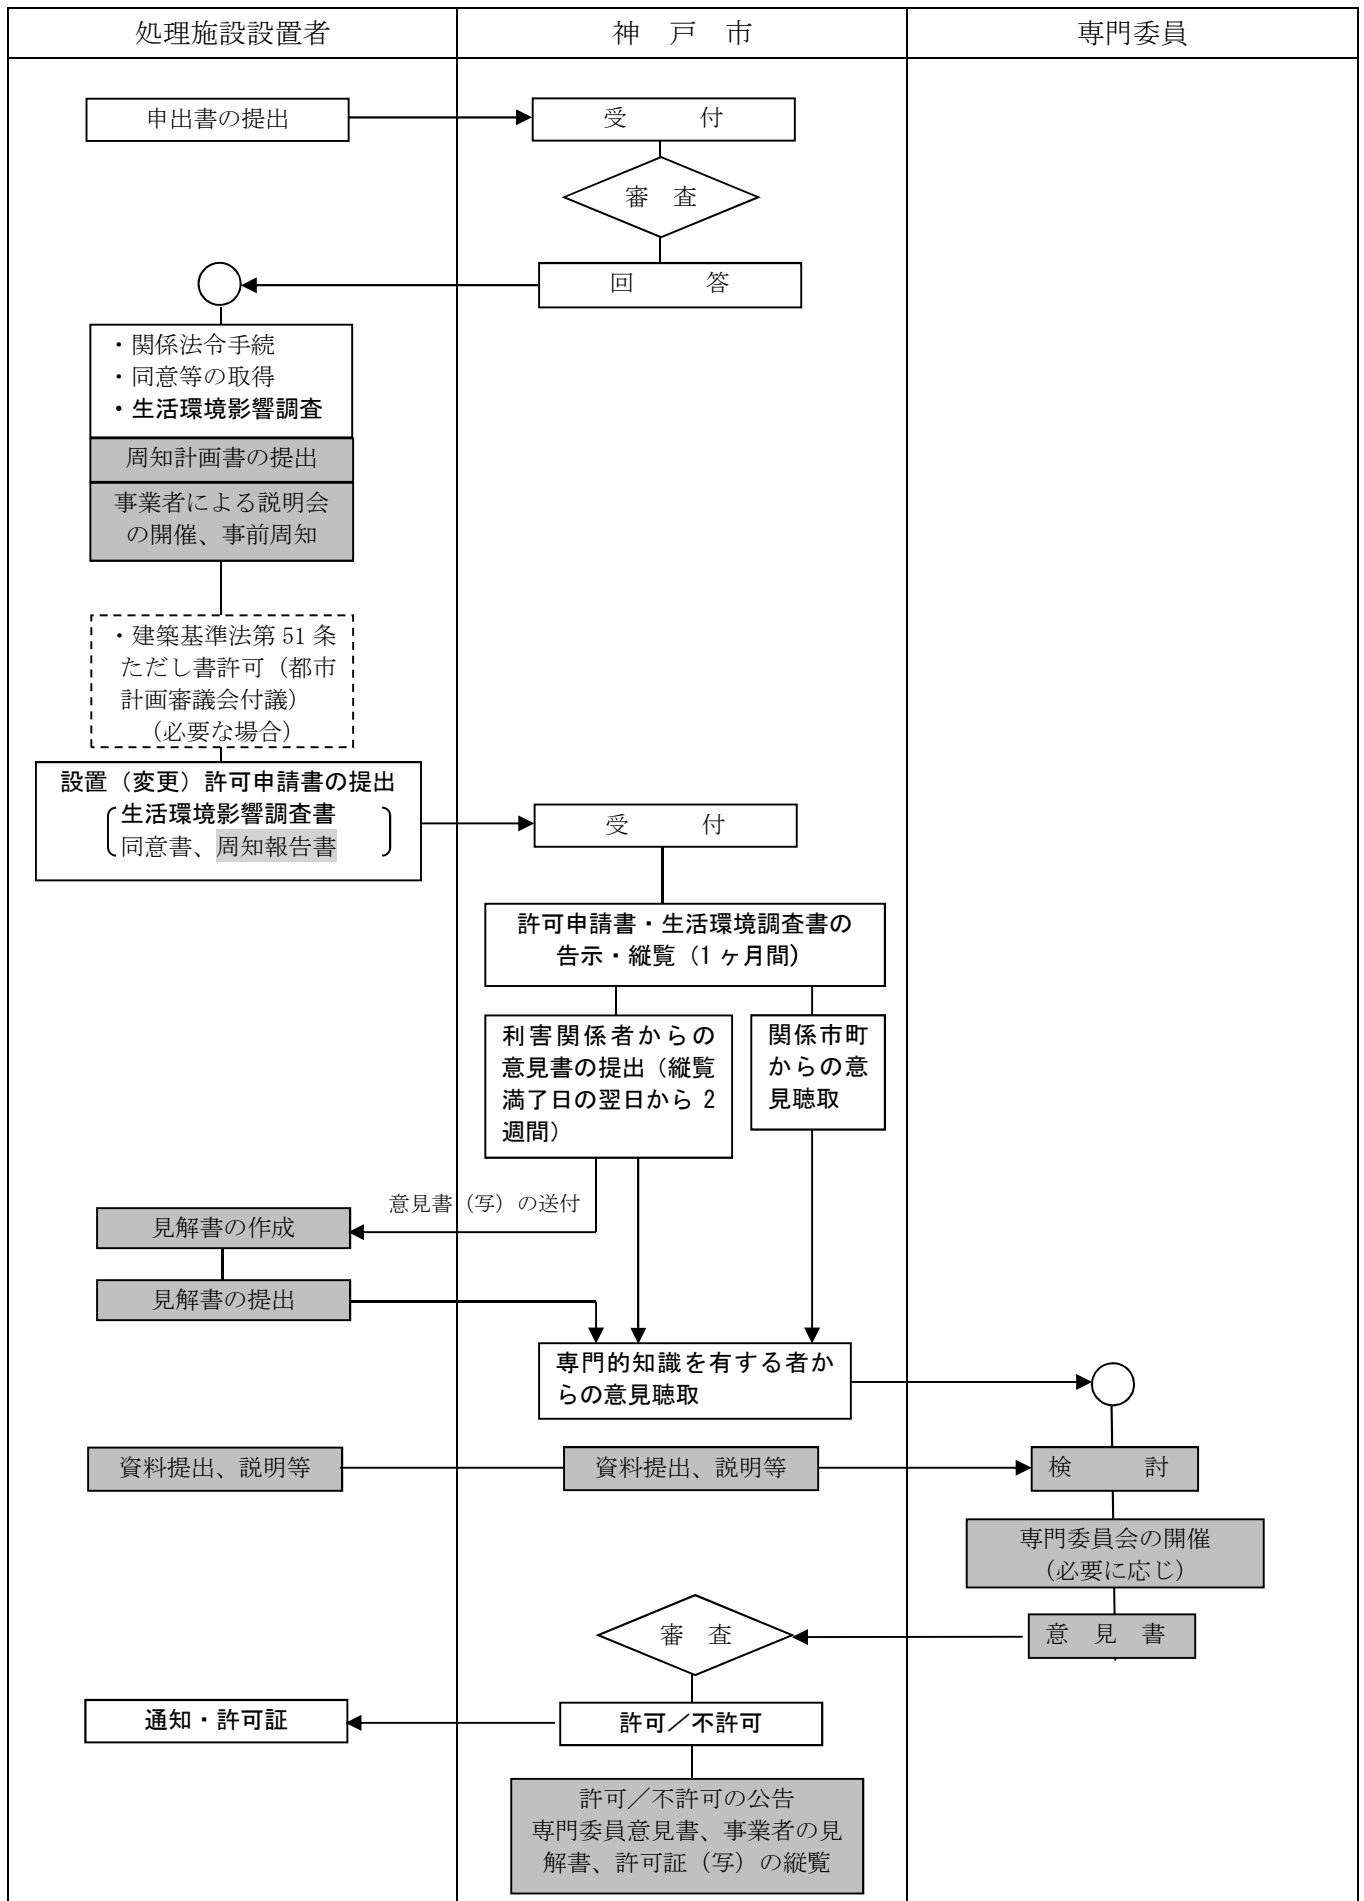 処理施設設置者
神　戸　市
専門委員
申出書の提出
受　　　付
審　査
回　　　答
・関係法令手続
・同意等の取得
・生活環境影響調査
周知計画書の提出
事業者による説明会
の開催、事前周知
・建築基準法第 51 条
ただし書許可（都市
計画審議会付議）
（必要な場合）
設置（変更）許可申請書の提出
生活環境影響調査書
同意書、周知報告書
受　　　付
許可申請書・生活環境調査書の
告示・縦覧（1 ヶ月間）
利害関係者からの
意見書の提出（縦覧
満了日の翌日から 2
週間）
関係市町
からの意
見聴取
意見書（写）の送付
見解書の作成
見解書の提出
専門的知識を有する者か
らの意見聴取
資料提出、説明等
資料提出、説明等
検　　　討
専門委員会の開催
（必要に応じ）
審　査
意　見　書
通知・許可証
許可／不許可
許可／不許可の公告
専門委員意見書、事業者の見
解書、許可証（写）の縦覧